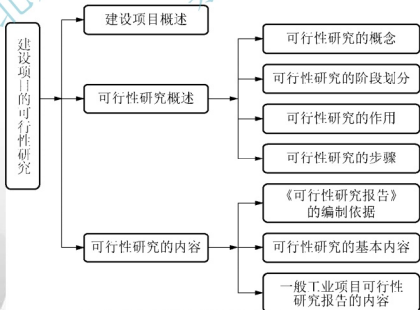 建设项目的可行性研究
建设项目概述
可行性研究概述
可行性研究的概念
可行性研究的阶段划分
可行性研究的作用
可行性研究的步骤
可行性研究的内容
《可行性研究报告》
的编制依据
可行性研究的基本内容
一般工业项目可行性
研究报告的内容